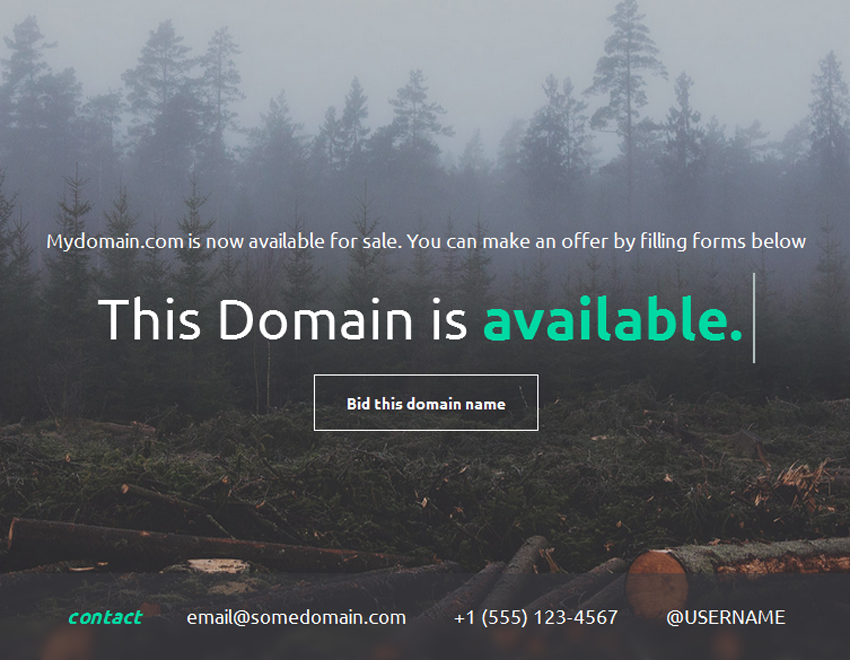 Mydomain.com is now available for sale. You can make an offer by filling forms below
This Domain is available.
Bid this domain name
contact email@somedomain.com +1 (555) 123-4567 @USERNAME